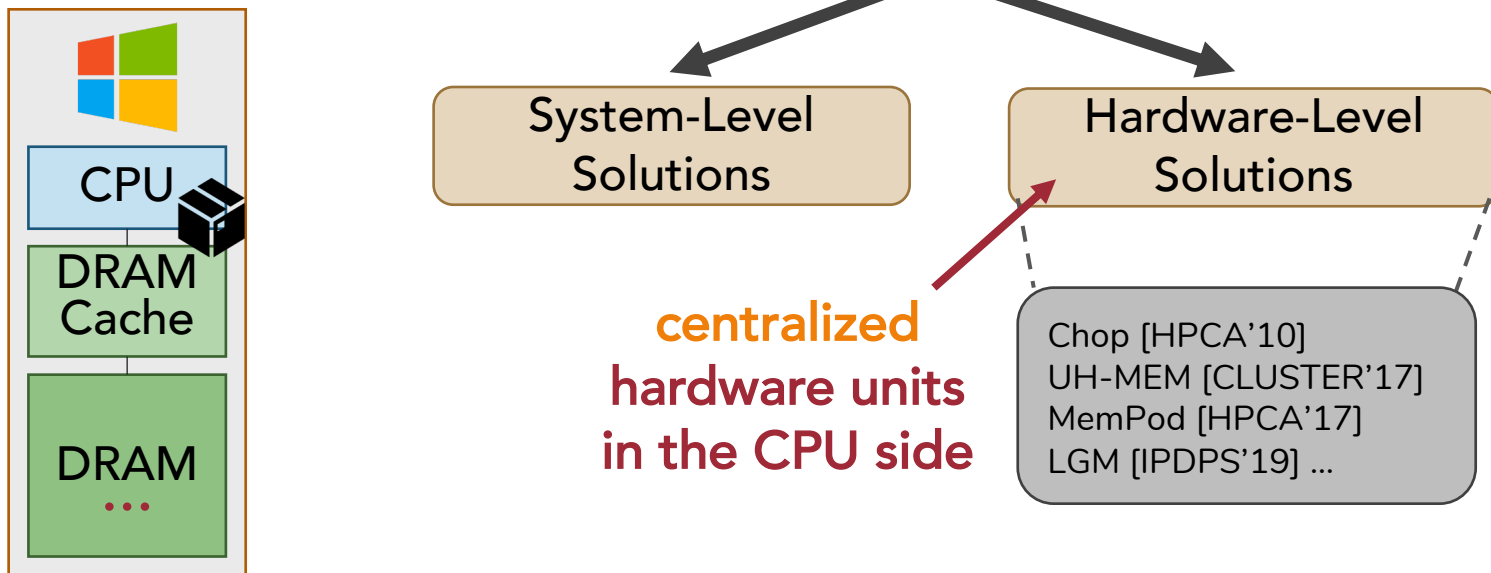 CPU
DRAM
Cache
DRAM
...
System-Level
Solutions
Hardware-Level
Solutions
centralized
hardware units
in the CPU side
Chop [HPCA’10]
UH-MEM [CLUSTER’17]
MemPod [HPCA’17]
LGM [IPDPS’19] ...